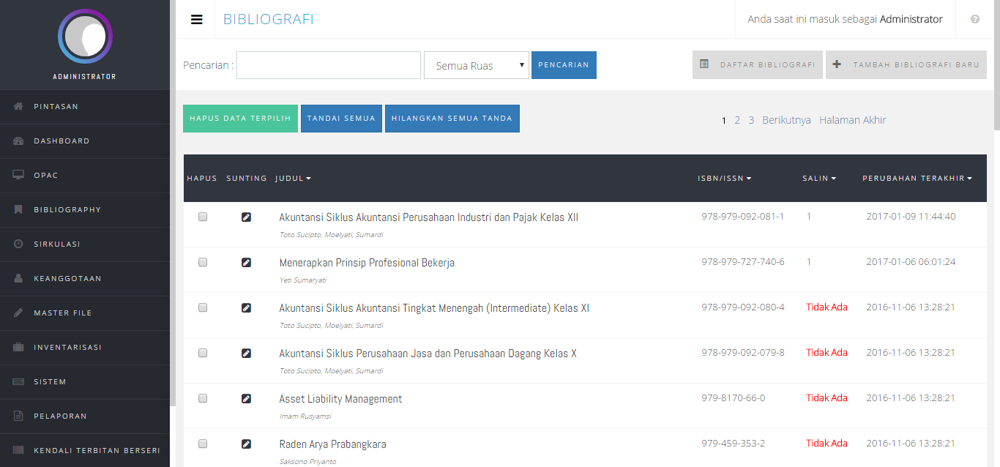 BIBLIOGRAFI
Anda saat ini masuk sebagai Administrator
?
ADMINISTRATOR
PINTASAN
DASHBOARD
OPAC
BIBLIOGRAPHY
SIRKULASI
KEANGGOTAAN
MASTER FILE
INVENTARISASI
SISTEM
PELAPORAN
KENDALI TERBITAN BERSERI
Pencarian : Semua Ruas PENCARIAN DAFTAR BIBLIOGRAFI TAMBAH BIBLIOGRAFI BARU
HAPUS DATA TERPILIH TANDAI SEMUA HILANGKAN SEMUA TANDA 1 2 3 Berikutnya Halaman Akhir
HAPUS SUNTING JUDUL ISBN/ISSN SALIN PERUBAHAN TERAKHIR
Akuntansi Siklus Akuntansi Perusahaan Industri dan Pajak Kelas XII 978-979-092-081-1 1 2017-01-09 11:44:40
Toto Sucipto, Moelyati, Sumardi
Menerapkan Prinsip Profesional Bekerja 978-979-727-740-6 1 2017-01-06 06:01:24
Yeti Sumaryati
Akuntansi Siklus Akuntansi Tingkat Menengah (Intermediate) Kelas XI 978-979-092-080-4 Tidak Ada 2016-11-06 13:28:21
Toto Sucipto, Moelyati, Sumardi
Akuntansi Siklus Perusahaan Jasa dan Perusahaan Dagang Kelas X 978-979-092-079-8 Tidak Ada 2016-11-06 13:28:21
Toto Sucipto, Moelyati, Sumardi
Asset Liability Management 979-8170-66-0 Tidak Ada 2016-11-06 13:28:21
Imam Rusyamsi
Raden Arya Prabangkara 979-459-353-2 Tidak Ada 2016-11-06 13:28:21
Saksono Priyanto